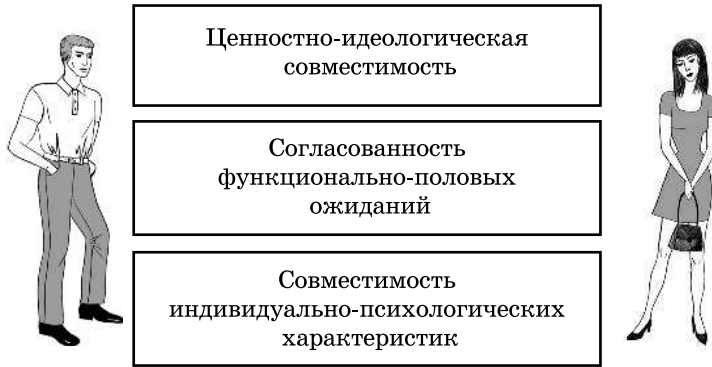 Ценностно-идеологическая
совместимость
Согласованность
функционально-половых
ожиданий
Совместимость
индивидуально-психологических
характеристик